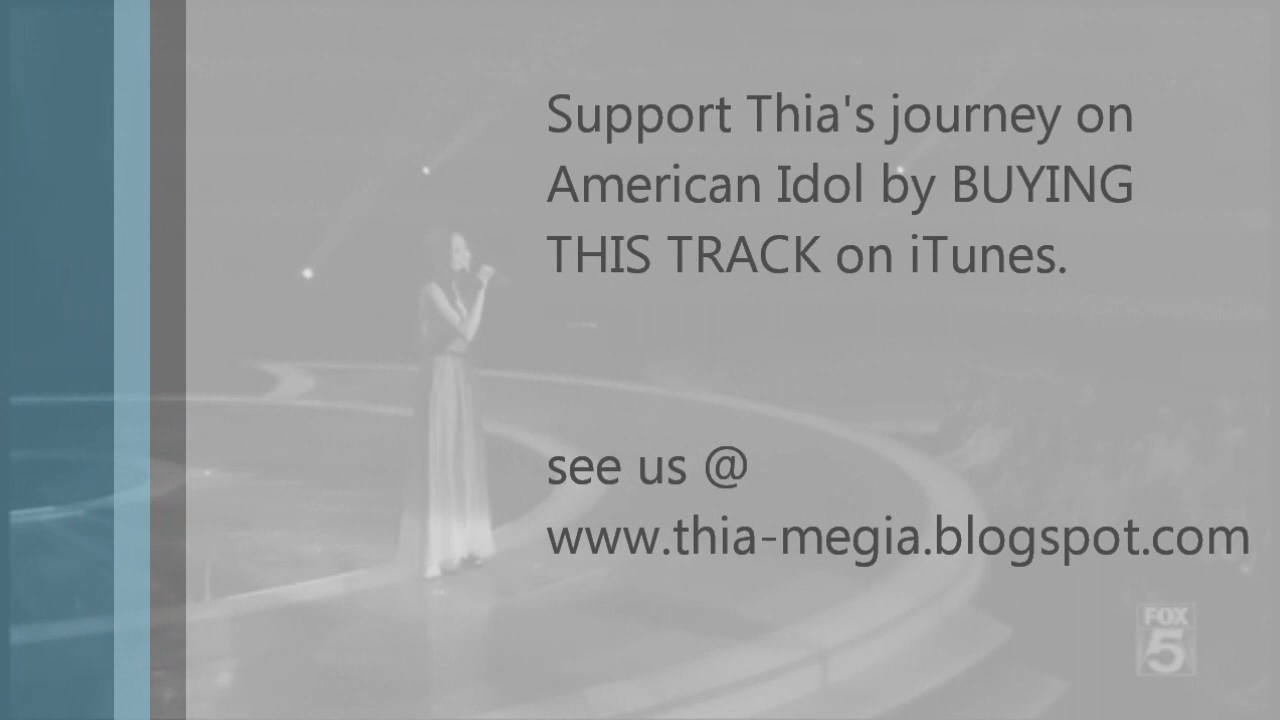 Support Thia's journey on
American Idol by BUYING
THIS TRACK on iTunes.
see us @
www.thia-megia.blogspot.com
FOX
5